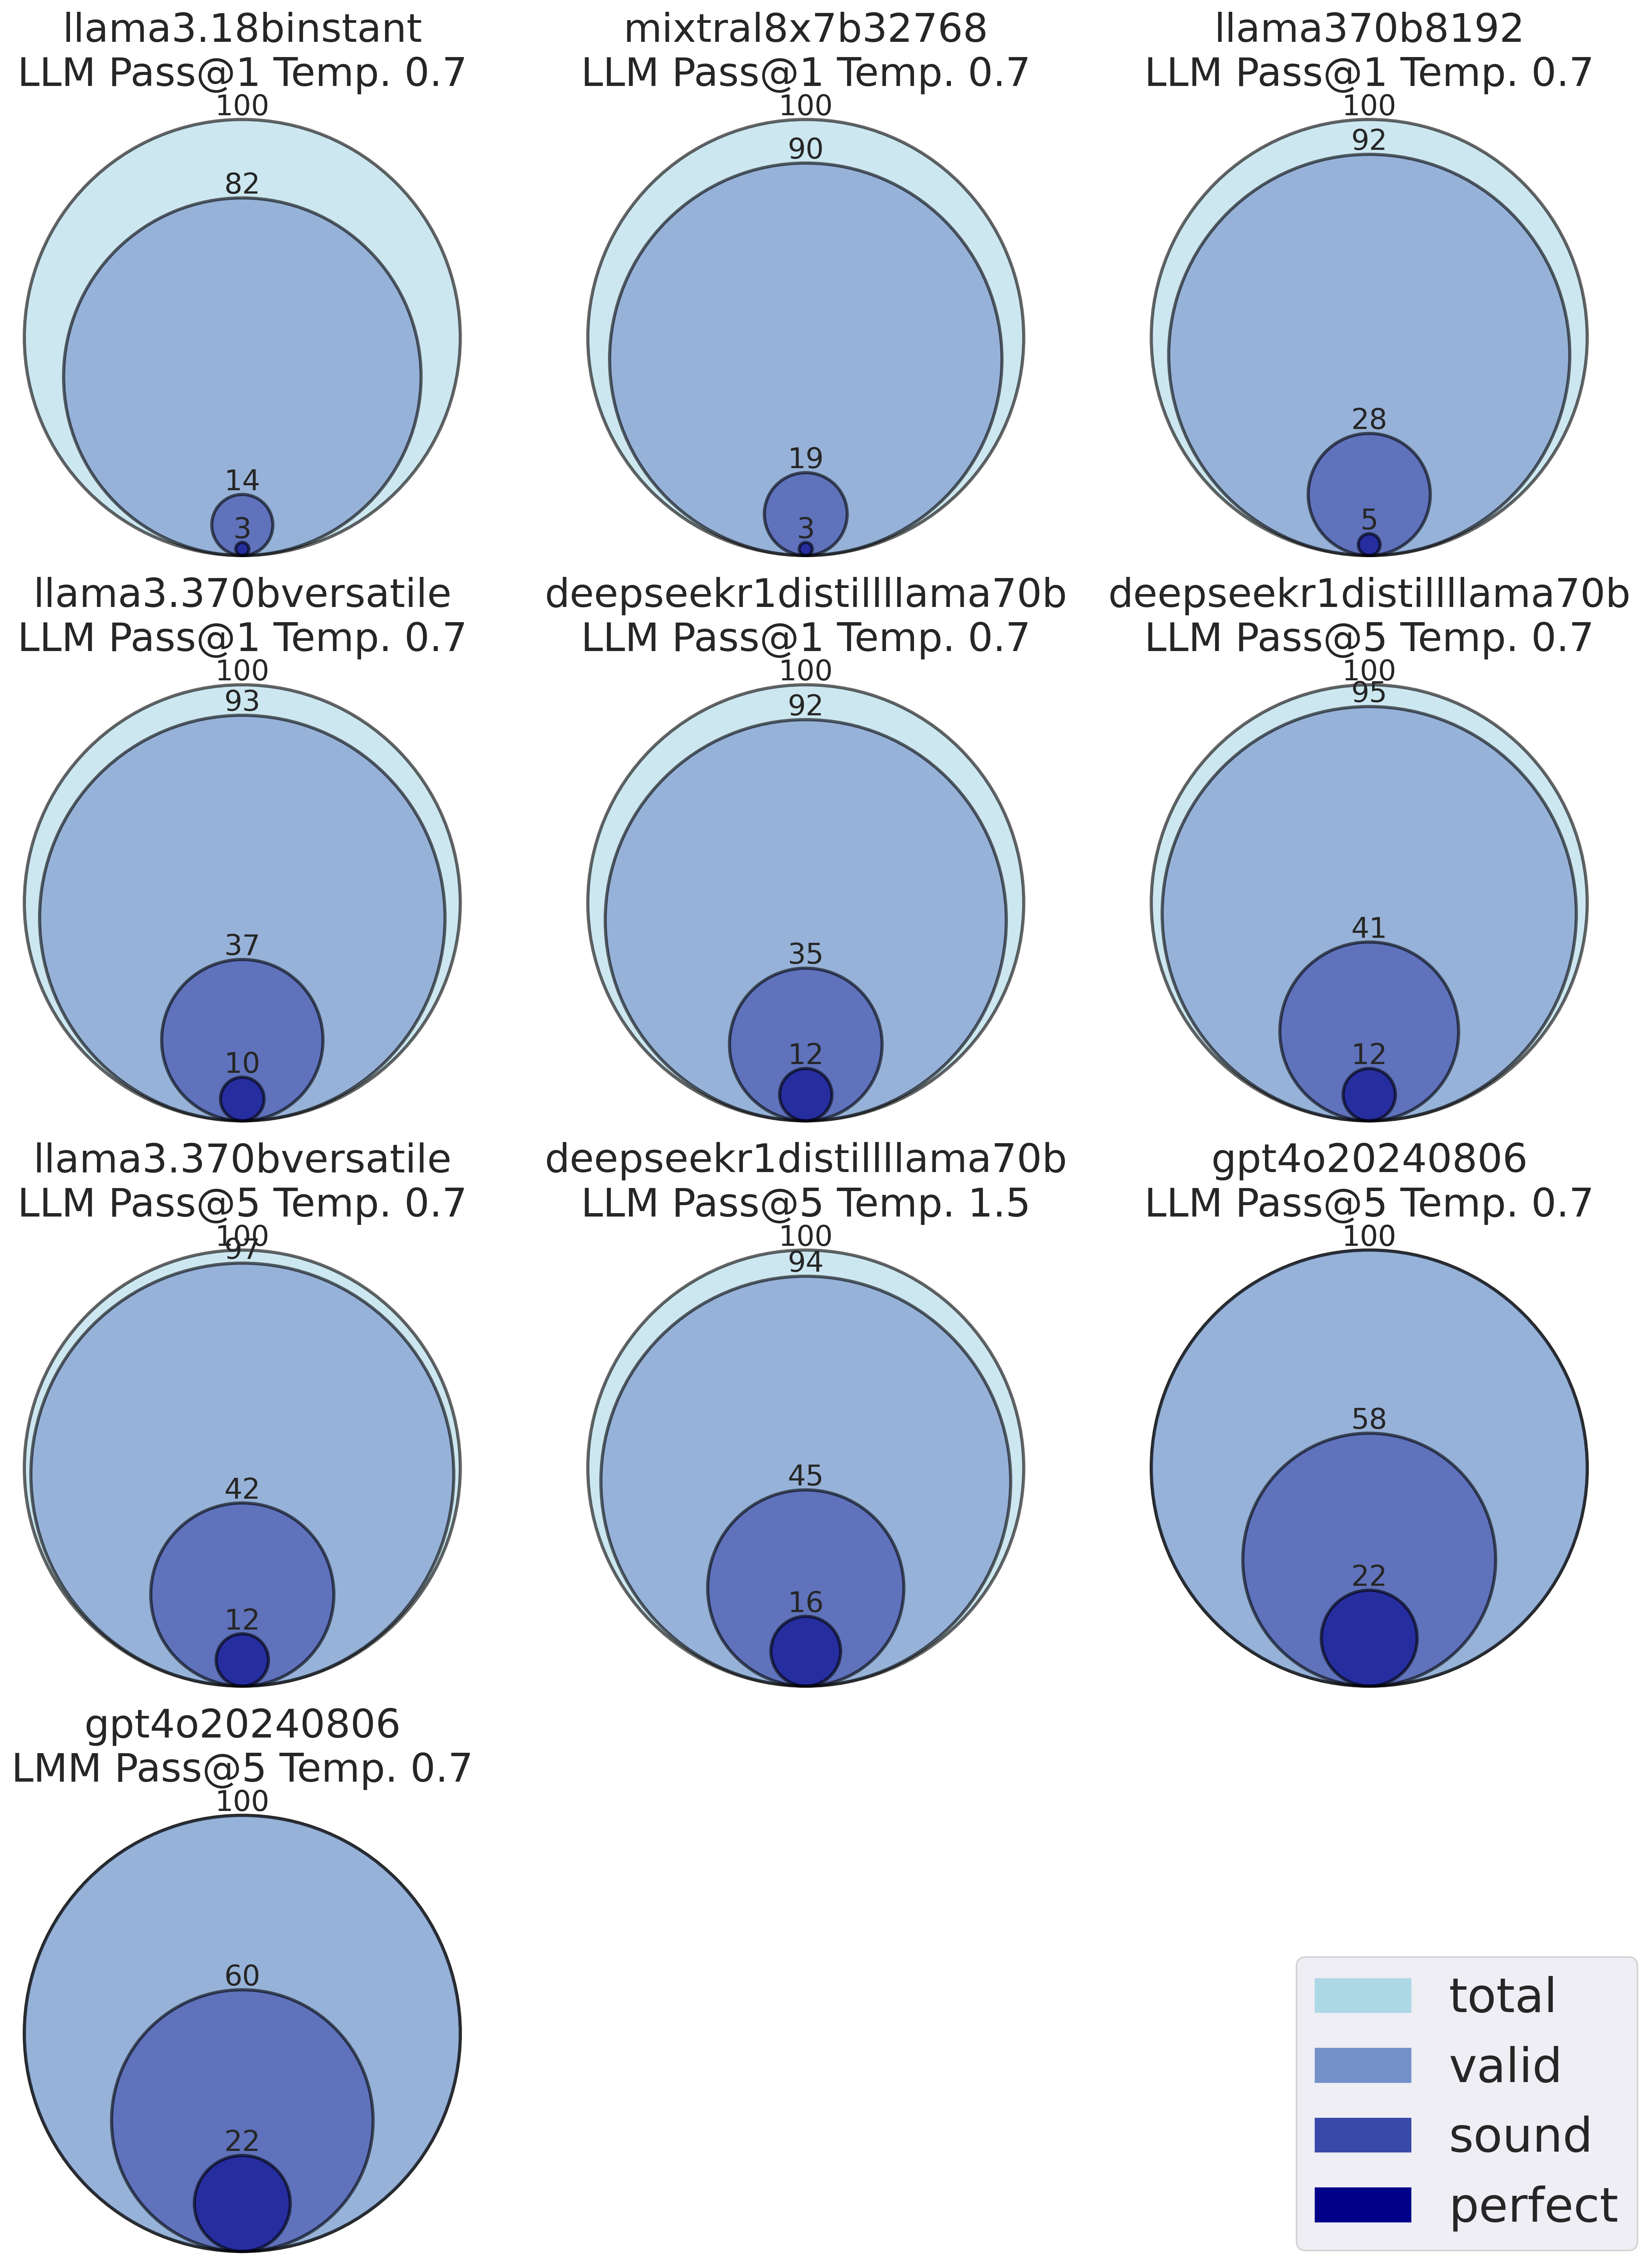 llama3.18binstant
LLM Pass@1 Temp. 0.7
100
82
14
3
mixtral8x7b32768
LLM Pass@1 Temp. 0.7
100
90
19
3
llama370b8192
LLM Pass@1 Temp. 0.7
100
92
28
5
llama3.370bversatile
LLM Pass@1 Temp. 0.7
100
93
37
10
deepseekr1distillllama70b
LLM Pass@1 Temp. 0.7
100
92
35
12
deepseekr1distillllama70b
LLM Pass@5 Temp. 0.7
100
95
41
12
llama3.370bversatile
LLM Pass@5 Temp. 0.7
100
97
42
12
deepseekr1distillllama70b
LLM Pass@5 Temp. 1.5
100
94
45
16
gpt4o20240806
LLM Pass@5 Temp. 0.7
100
58
22
gpt4o20240806
LMM Pass@5 Temp. 0.7
100
60
22
total
valid
sound
perfect